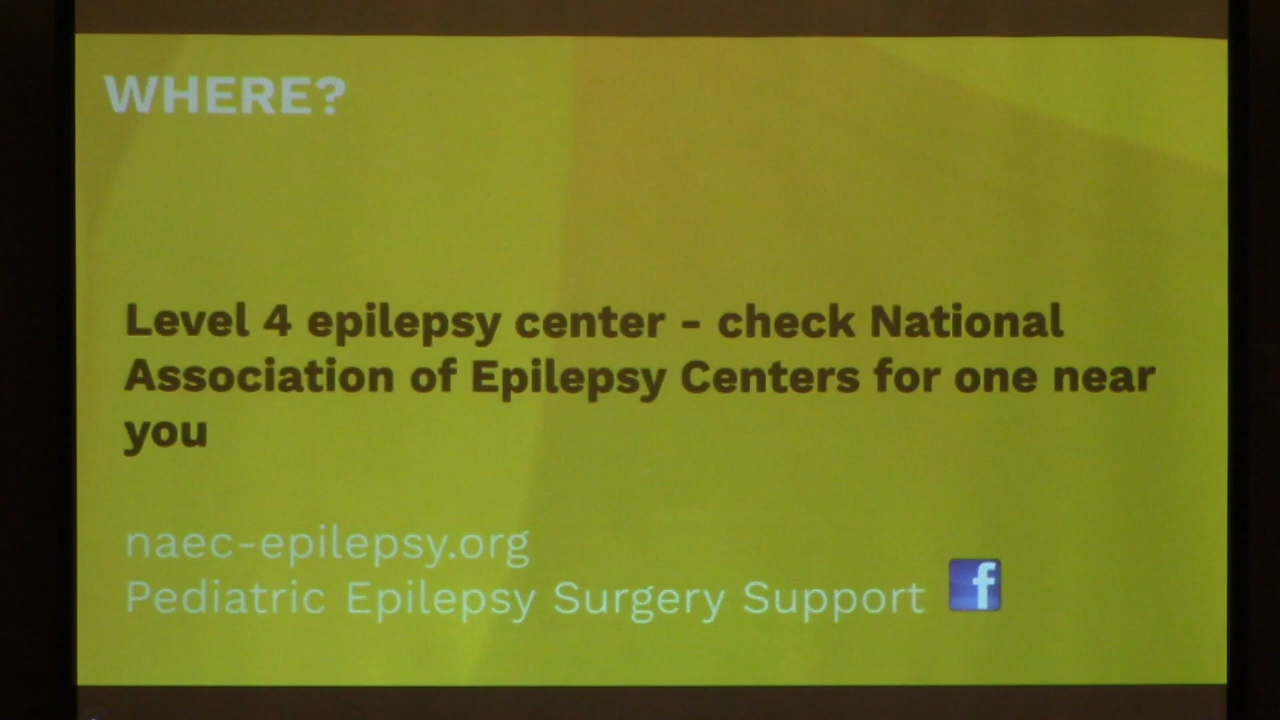 WHERE?
Level 4 epilepsy center - check National
Association of Epilepsy Centers for one near
you
naec-epilepsy.org
Pediatric Epilepsy Surgery Support f